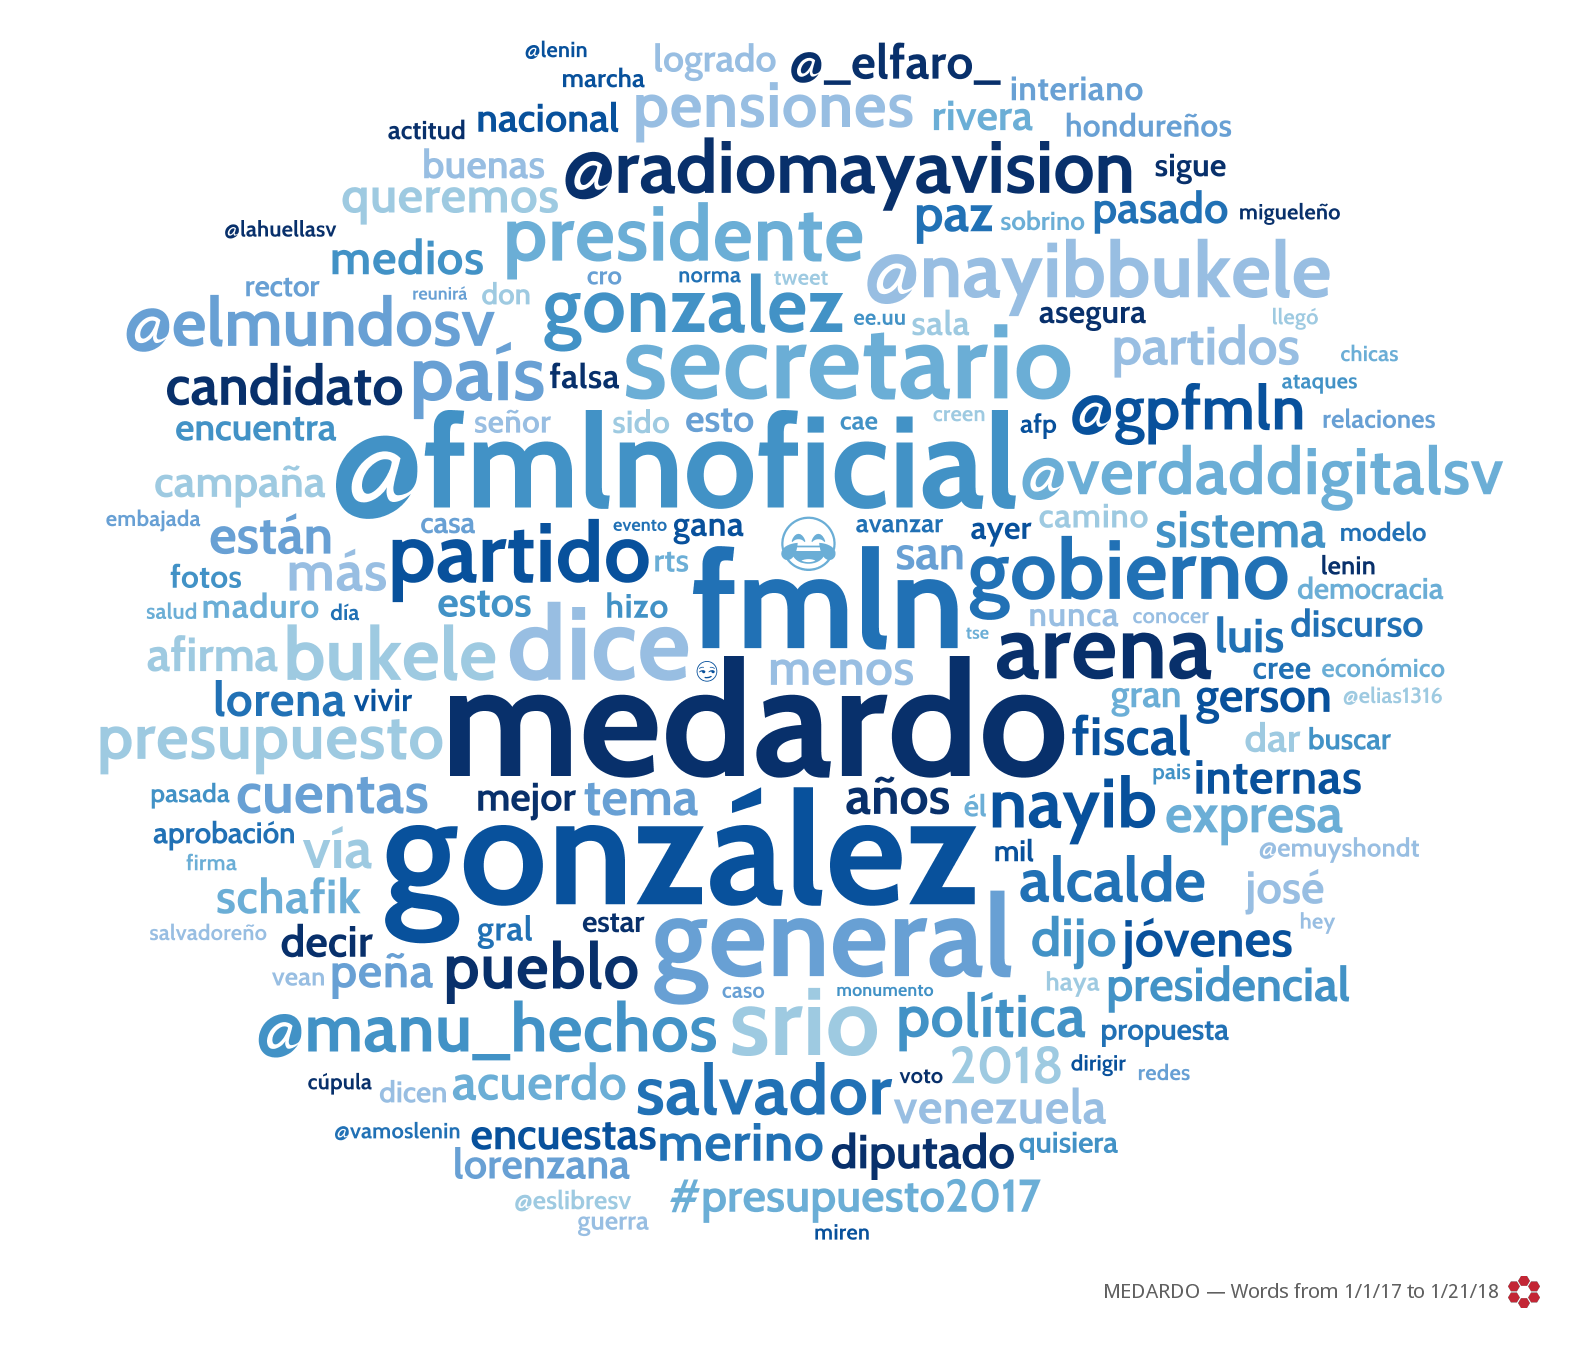 @lenin logrado @_elfaro_
marcha pensiones interiano
actitud nacional rivera hondureños
buenas @radiomayavision sigue
queremos paz sobrino pasado migueleño
@lahuellasv medios presidente @nayibbukele
rector reunirá don cro norma tweet
@elmundosv gonzalez ee.uu sala asegura llegó
candidato país falsa secretario partidos chicas
ataques
encuentra señor sido esto cae creen afp @gpfmln relaciones
campaña @fmlnoficial @verdaddigitalsv
embajada están casa evento gana avanzar ayer camino sistema modelo
fotos más partido rts 😂 san gobierno lenin
salud maduro día estos hizo fmln nunca conocer democracia
afirma bukele dice tse arena luis discurso
😏 menos cree económico
lorena vivir medardo gran gerson @elias1316
presupuesto fiscal dar buscar
pasada cuentas mejor tema años él nayib pais internas
aprobación vía gonzález expresa
firma mil @emuyshondt
schafik alcalde josé
salvadoreño decir gral estar general dijo jóvenes hey
vean peña pueblo caso monumento haya presidencial
@manu_hechos srio política propuesta
cúpula dicen acuerdo salvador voto 2018 dirigir redes
@vamoslenin encuestas merino venezuela
lorenzana diputado quisiera
@eslibresv #presupuesto2017
guerra miren
MEDARDO — Words from 1/1/17 to 1/21/18